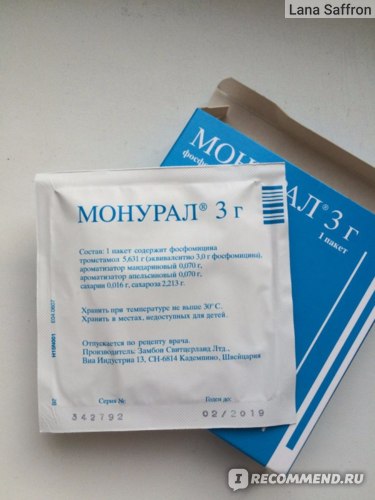 Lana Saffron
МОНУРАЛ® 3 г
1 пакет
МОНУРАЛ® 3 г
Состав: 1 пакет содержит фосфомицина
трометамол 5,631 г (эквивалентно 3,0 г фосфомицина),
ароматизатор мандариновый 0,070 г,
ароматизатор апельсиновый 0,070 г,
сахарин 0,016 г, сахароза 2,213 г.
Хранить при температуре не выше 30° С.
Хранить в местах, недоступных для детей.
Отпускается по рецепту врача.
Производитель: Замбон Свитцерланд Лтд.,
Виа Индустриа 13, СН-6814 Кадемпино, Швейцария
Серия №:
Годен до:
342792
02/2019
I RECOMMEND.RU